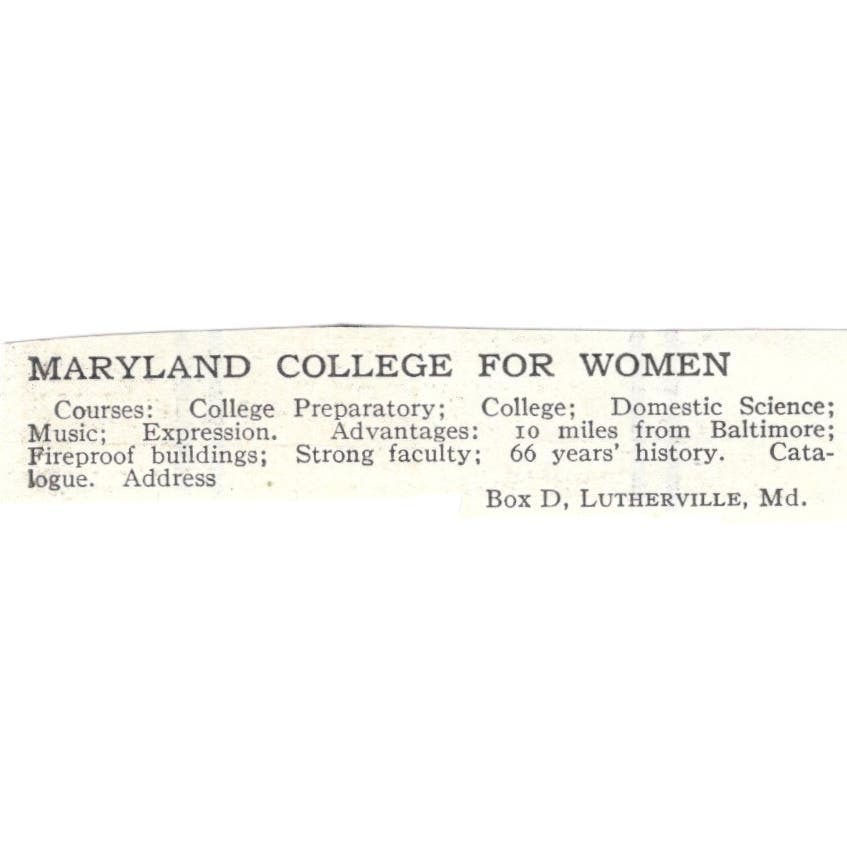 MARYLAND COLLEGE FOR WOMEN
Courses: College Preparatory; College; Domestic Science;
Music; Expression. Advantages: 10 miles from Baltimore;
Fireproof buildings; Strong faculty; 66 years' history. Cata-
logue. Address
Box D, LUTHERVILLE, Md.